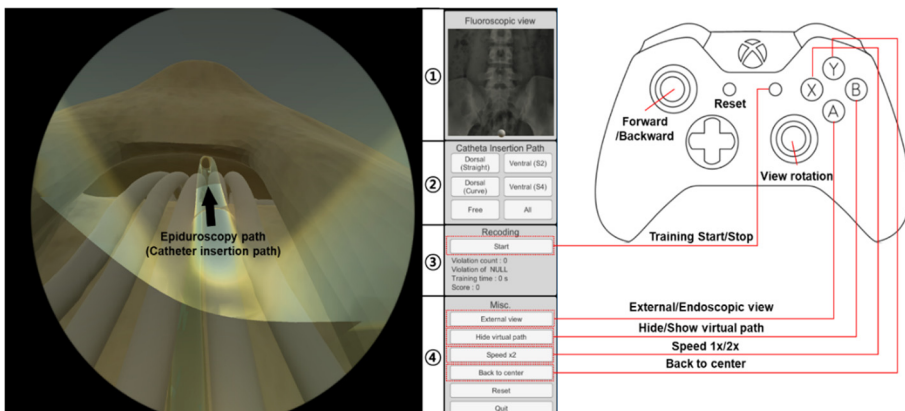 Epiduroscopy path
(Catheter insertion path)
①
Fluoroscopic view
②
Catheta Insertion Path
Dorsal
(Straight)
Ventral (S2)
Dorsal
(Curve)
Ventral (S4)
Free
All
③
Recoding
Start
Violation count : 0
Violation of  NULL
Training time : 0 s
Score : 0
④
Misc.
External view
Hide virtual path
Speed x2
Back to center
Reset
Quit
Y
X
B
A
Reset
Forward
/Backward
View rotation
Training Start/Stop
External/Endoscopic view
Hide/Show virtual path
Speed 1x/2x
Back to center